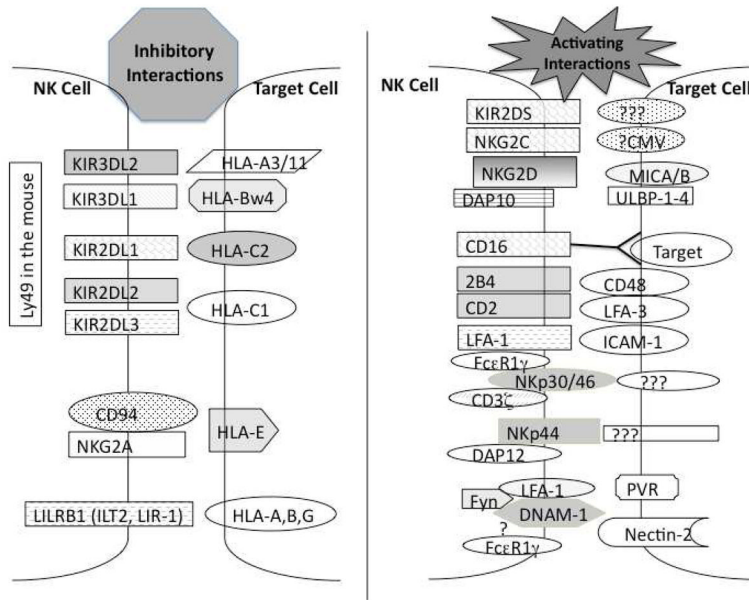 Inhibitory
Interactions
NK Cell
Target Cell
Ly49 in the mouse
KIR3DL2
HLA-A3/11
KIR3DL1
HLA-Bw4
KIR2DL1
HLA-C2
KIR2DL2
HLA-C1
KIR2DL3
CD94
NKG2A
HLA-E
LILRB1 (ILT2, LIR-1)
HLA-A,B,G
Activating
Interactions
NK Cell
Target Cell
KIR2DS
???
NKG2C
?CMV
NKG2D
MICA/B
DAP10
ULBP-1-4
CD16
Target
2B4
CD48
CD2
LFA-3
LFA-1
ICAM-1
FcεR1γ
NKp30/46
???
CD3ζ
NKp44
???
DAP12
Fyn
LFA-1
PVR
DNAM-1
?
Nectin-2
FcεR1γ